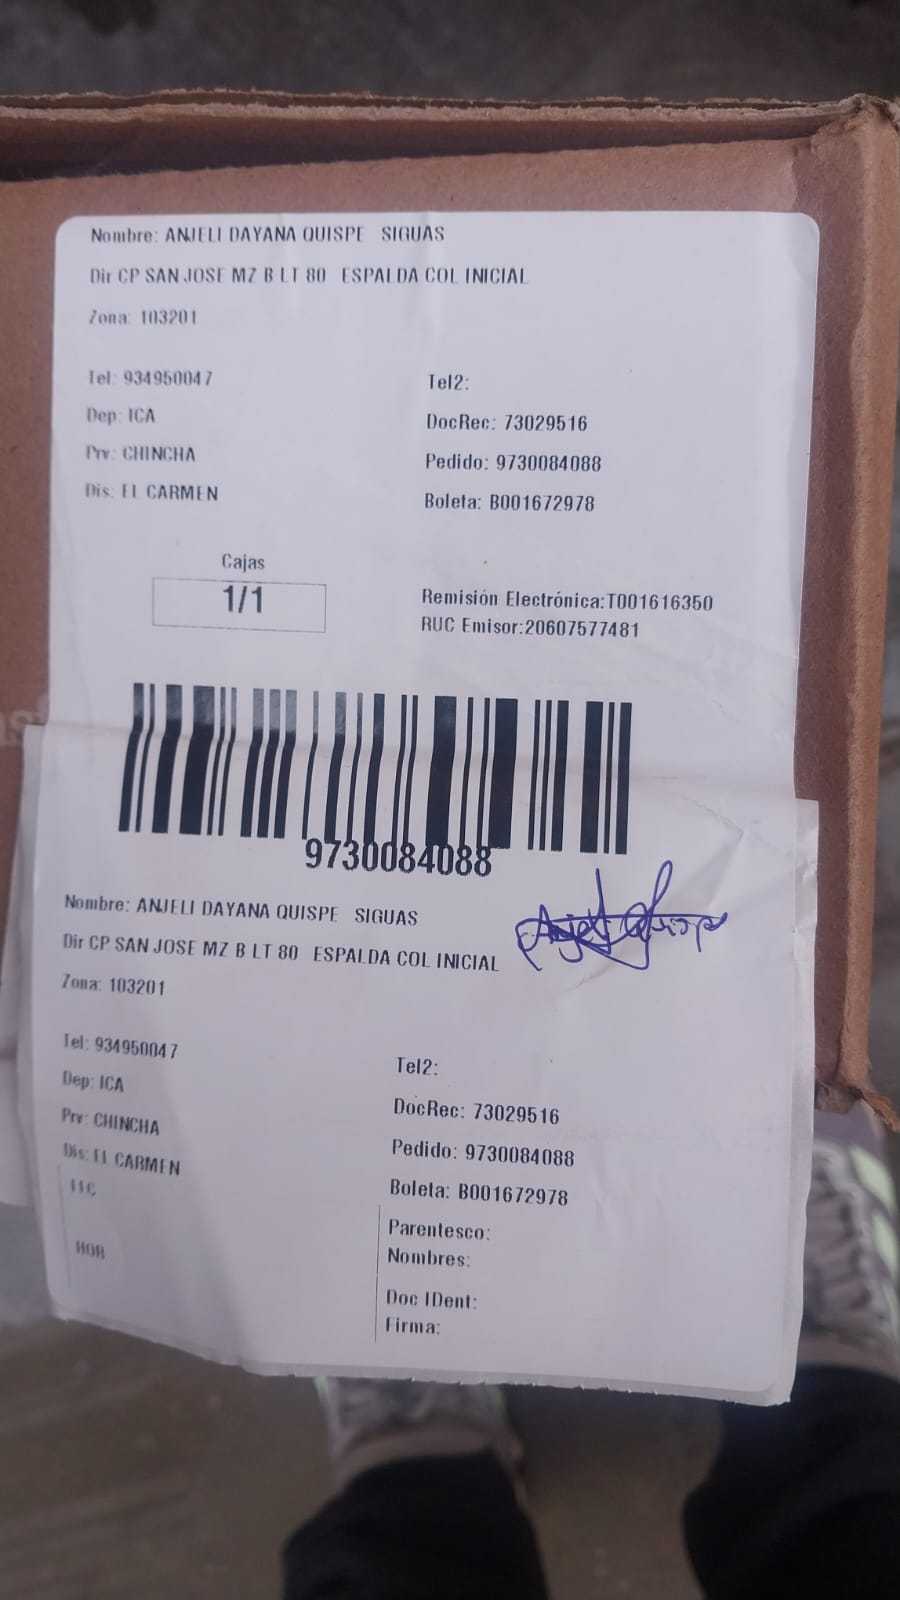 Nombre: ANJELI DAYANA QUISPE SIGUAS
Dir CP SAN JOSE MZ B LT 80 ESPALDA COL INICIAL
Zona: 103201
Tel: 934950047
Tel2:
Dep: ICA
DocRec: 73029516
Prv: CHINCHA
Pedido: 9730084088
Dis: EL CARMEN
Boleta: B001672978
Cajas
1/1
Remisión Electrónica:T001616350
RUC Emisor:20607577481
9730084088
Nombre: ANJELI DAYANA QUISPE SIGUAS
Dir CP SAN JOSE MZ B LT 80 ESPALDA COL INICIAL
Zona: 103201
Tel: 934950047
Tel2:
Dep: ICA
DocRec: 73029516
Prv: CHINCHA
Pedido: 9730084088
Dis: EL CARMEN
Boleta: B001672978
Parentesco:
Nombres:
HOR
Doc IDent:
Firma: